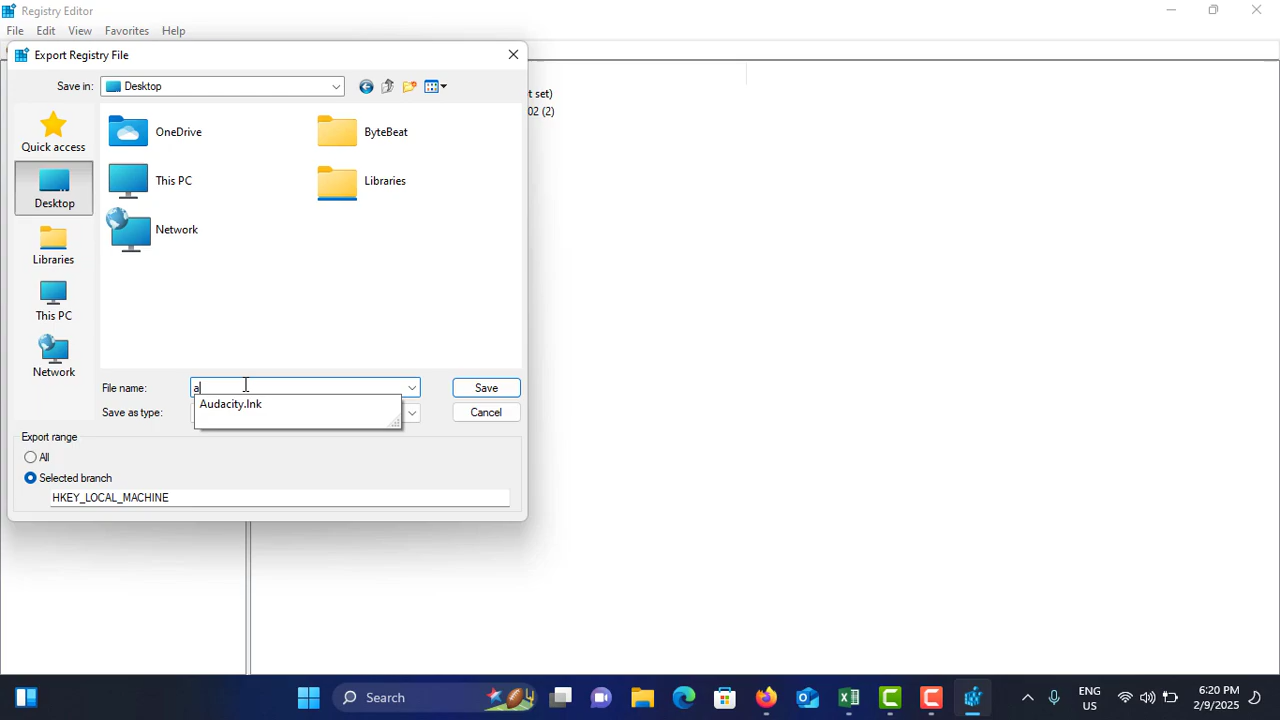 Registry Editor
File Edit View Favorites Help
Export Registry File
Save in: Desktop
t set)
02 (2)
OneDrive
ByteBeat
This PC
Libraries
Network
Quick access
Desktop
Libraries
This PC
Network
File name: a Save
Audacity.lnk
Save as type: Cancel
Export range
All
Selected branch
HKEY_LOCAL_MACHINE
Search
ENG
US
6:20 PM
2/9/2025